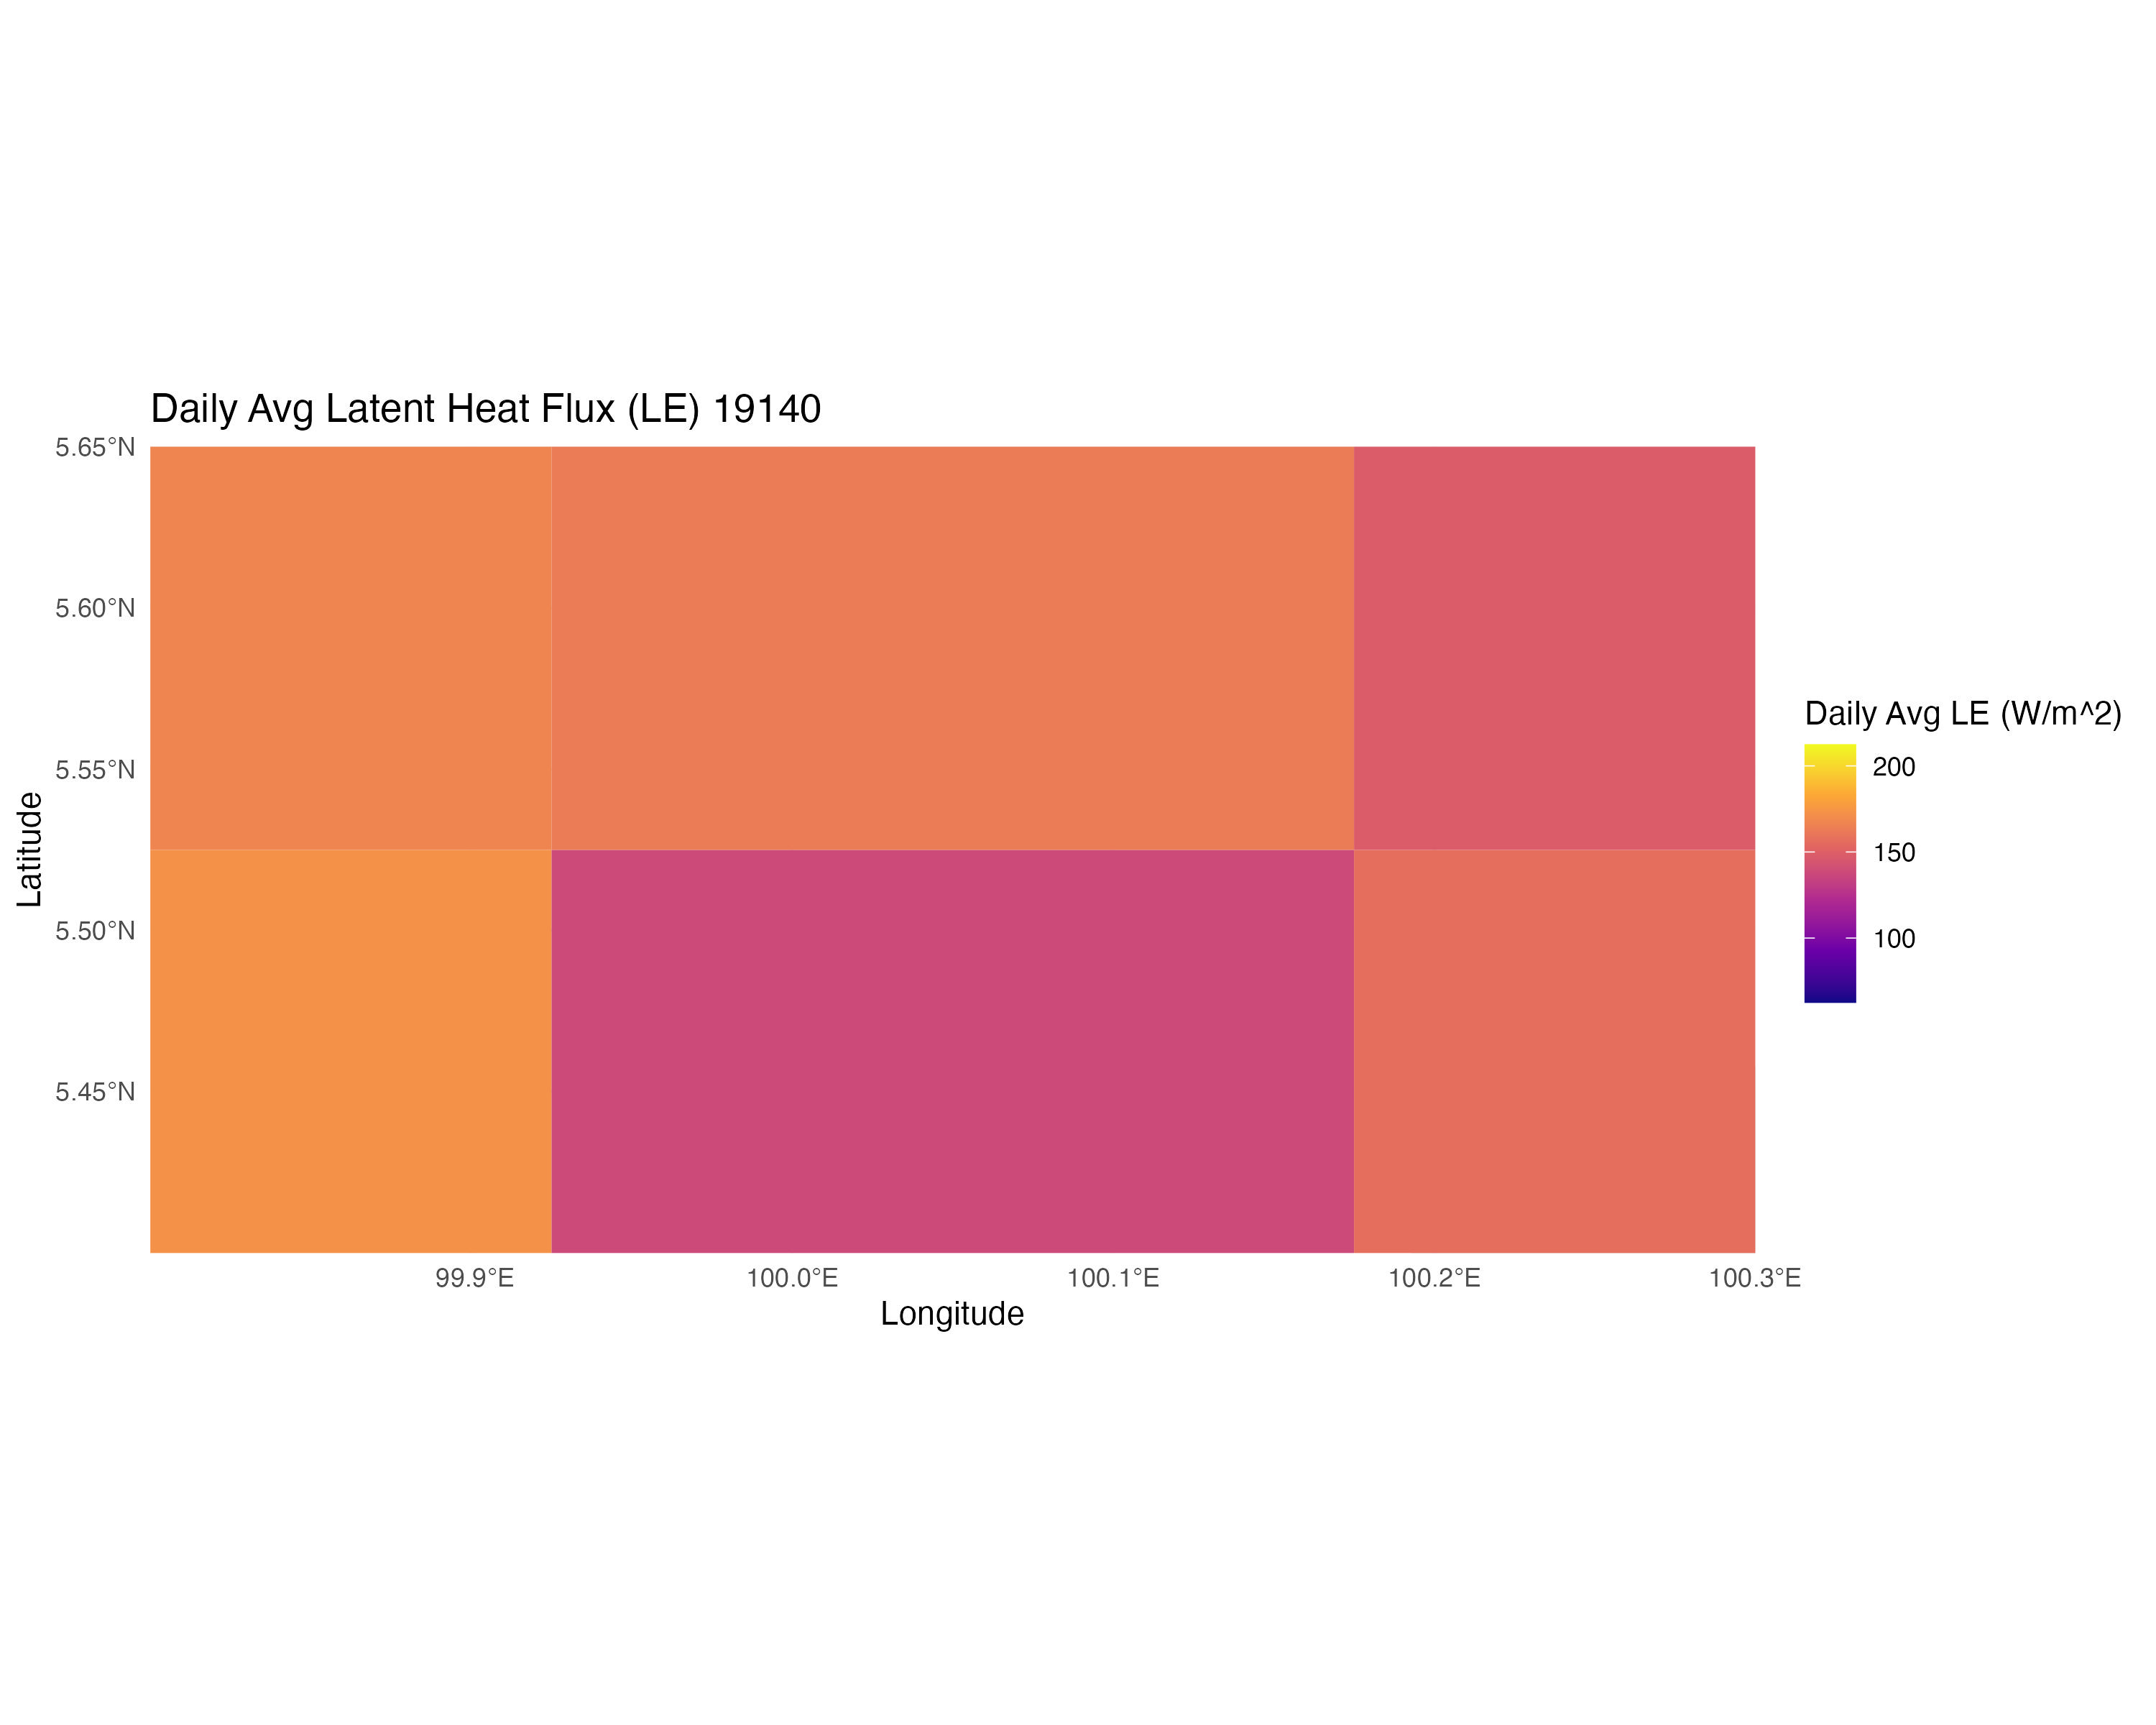 Daily Avg Latent Heat Flux (LE) 19140
5.65°N
5.60°N
5.55°N
5.50°N
5.45°N
Latitude
99.9°E
100.0°E
100.1°E
100.2°E
100.3°E
Longitude
Daily Avg LE (W/m^2)
200
150
100